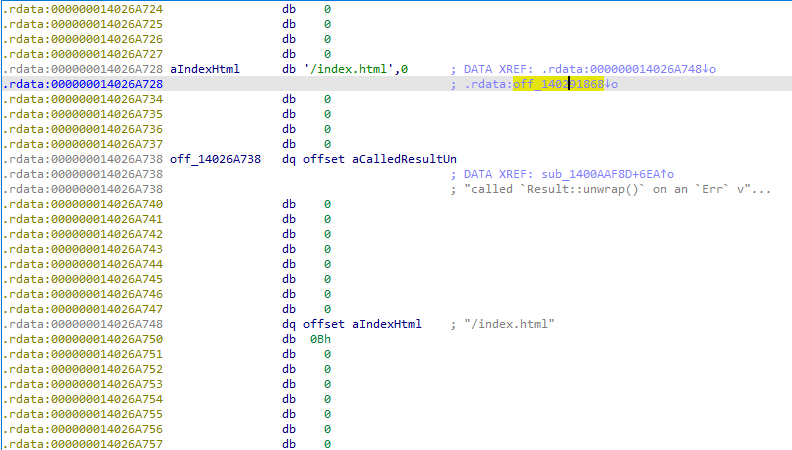 .rdata:000000014026A724 db 0
.rdata:000000014026A725 db 0
.rdata:000000014026A726 db 0
.rdata:000000014026A727 db 0
.rdata:000000014026A728 aIndexHtml db '/index.html',0 ; DATA XREF: .rdata:000000014026A748↓o
.rdata:000000014026A728 ; .rdata:off_140291868↓o
.rdata:000000014026A734 db 0
.rdata:000000014026A735 db 0
.rdata:000000014026A736 db 0
.rdata:000000014026A737 db 0
.rdata:000000014026A738 off_14026A738 dq offset aCalledResultUn
.rdata:000000014026A738 ; DATA XREF: sub_1400AAF8D+6EA↑o
.rdata:000000014026A738 ; "called `Result::unwrap()` on an `Err` v"...
.rdata:000000014026A740 db 0
.rdata:000000014026A741 db 0
.rdata:000000014026A742 db 0
.rdata:000000014026A743 db 0
.rdata:000000014026A744 db 0
.rdata:000000014026A745 db 0
.rdata:000000014026A746 db 0
.rdata:000000014026A747 db 0
.rdata:000000014026A748 dq offset aIndexHtml ; "/index.html"
.rdata:000000014026A750 db 0Bh
.rdata:000000014026A751 db 0
.rdata:000000014026A752 db 0
.rdata:000000014026A753 db 0
.rdata:000000014026A754 db 0
.rdata:000000014026A755 db 0
.rdata:000000014026A756 db 0
.rdata:000000014026A757 db 0